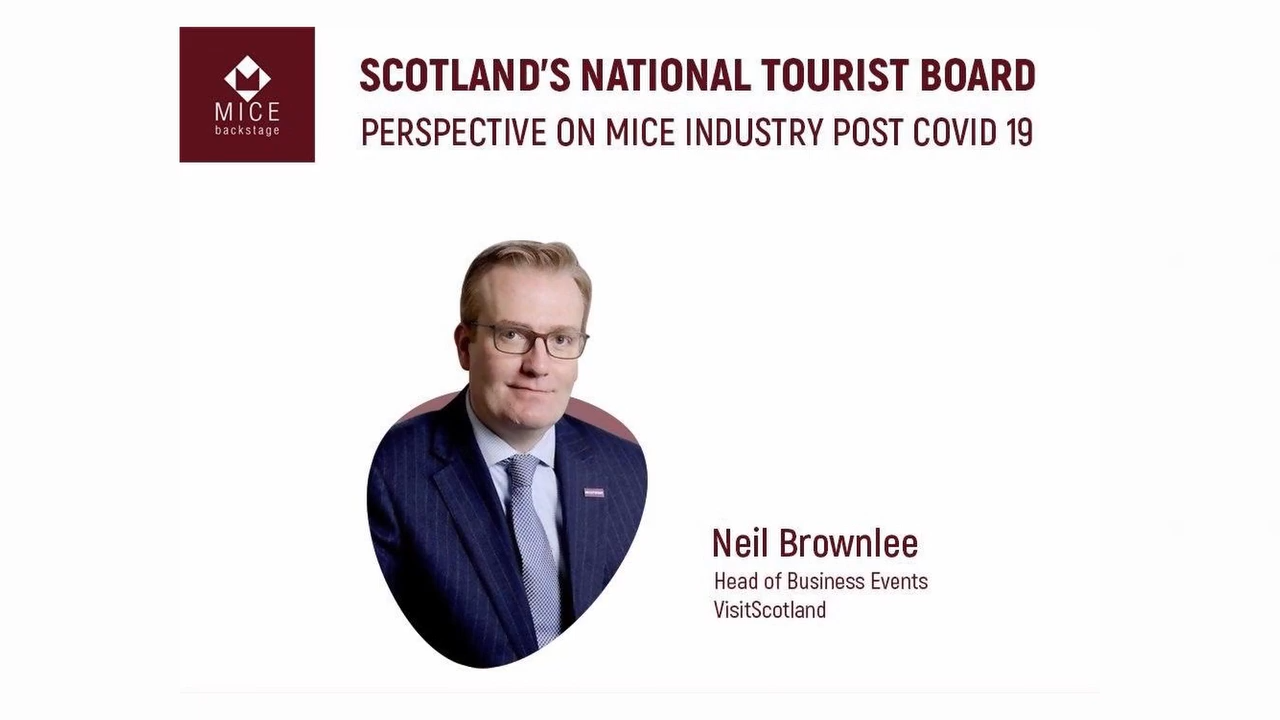 MICE
backstage
SCOTLAND'S NATIONAL TOURIST BOARD
PERSPECTIVE ON MICE INDUSTRY POST COVID 19
Neil Brownlee
Head of Business Events
VisitScotland